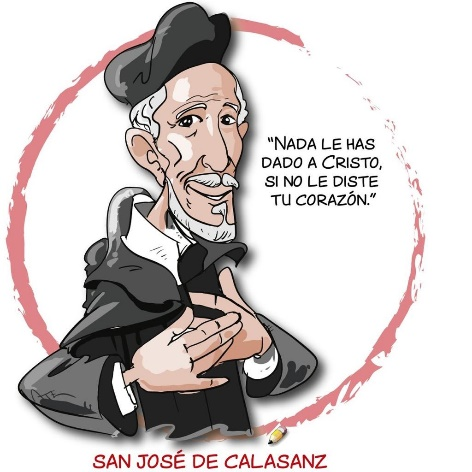 “NADA LE HAS
DADO A CRISTO,
SI NO LE DISTE
TU CORAZÓN.”
SAN JOSÉ DE CALASANZ